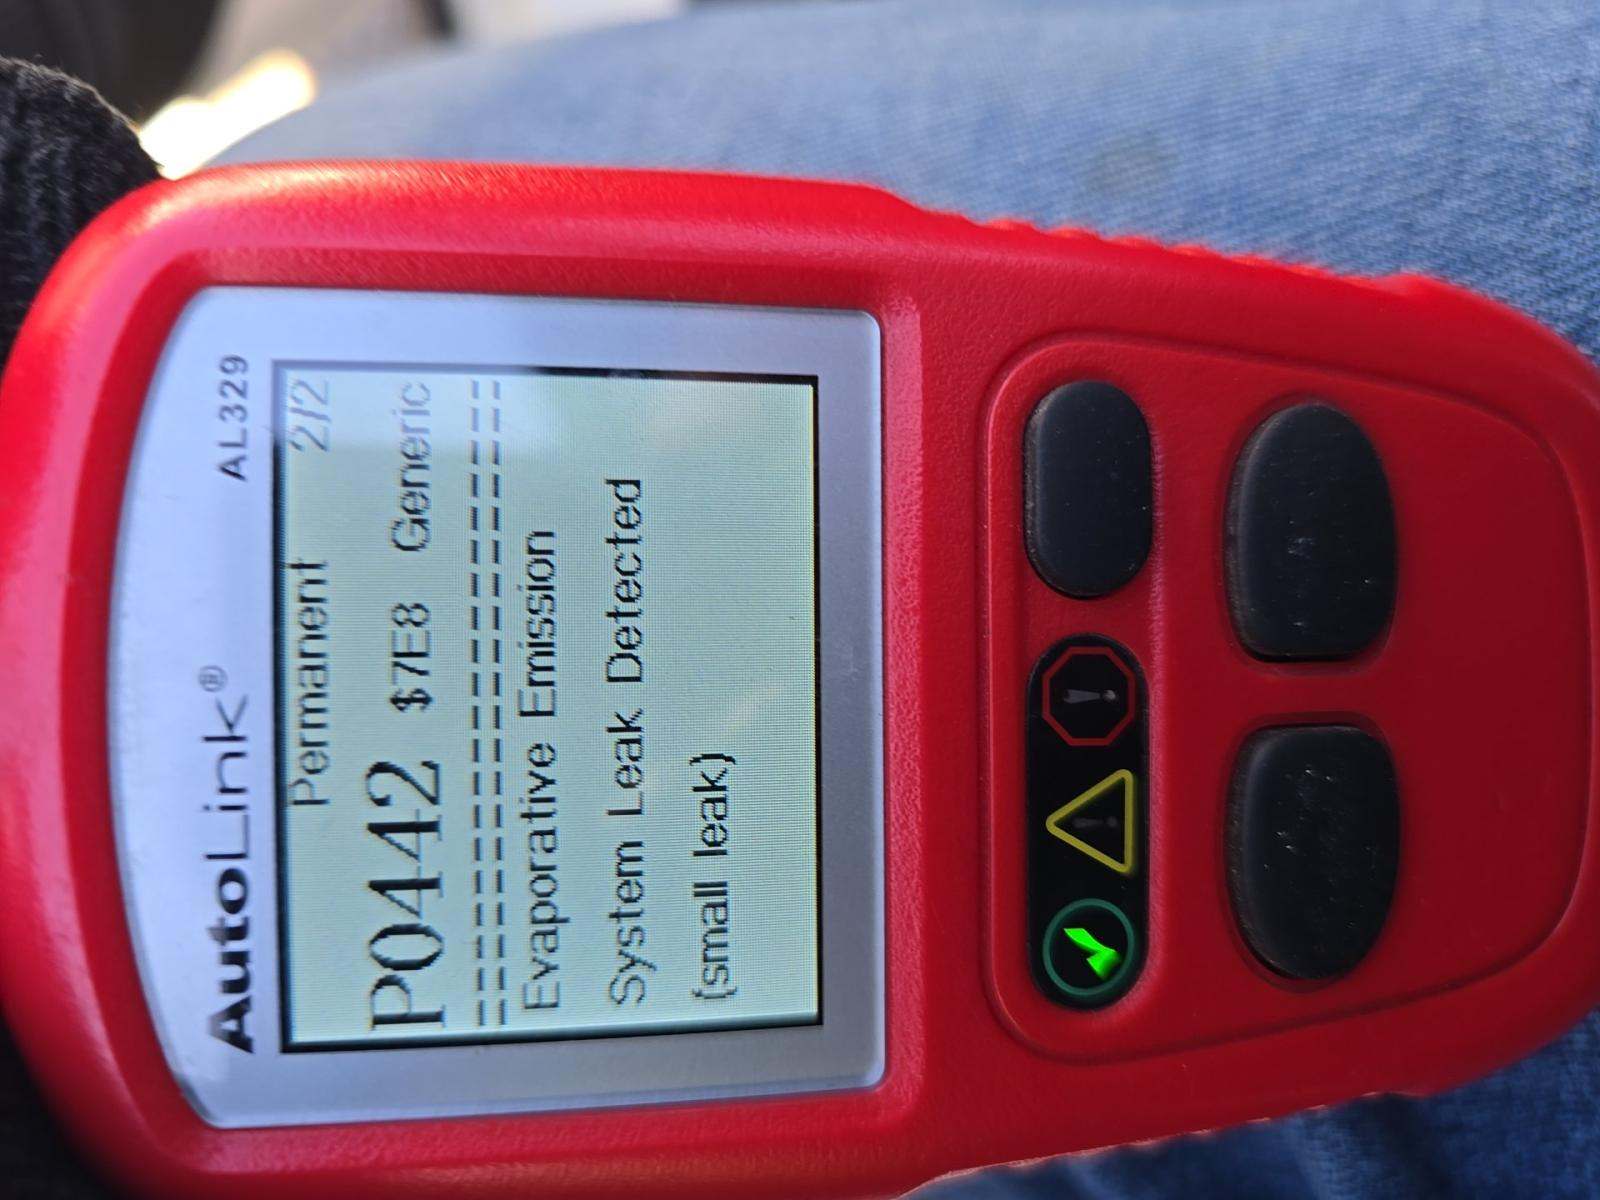 AutoLink® AL329
Permanent 2/2
P0442 $7E8 Generic
====================
Evaporative Emission
System Leak Detected
(small leak)